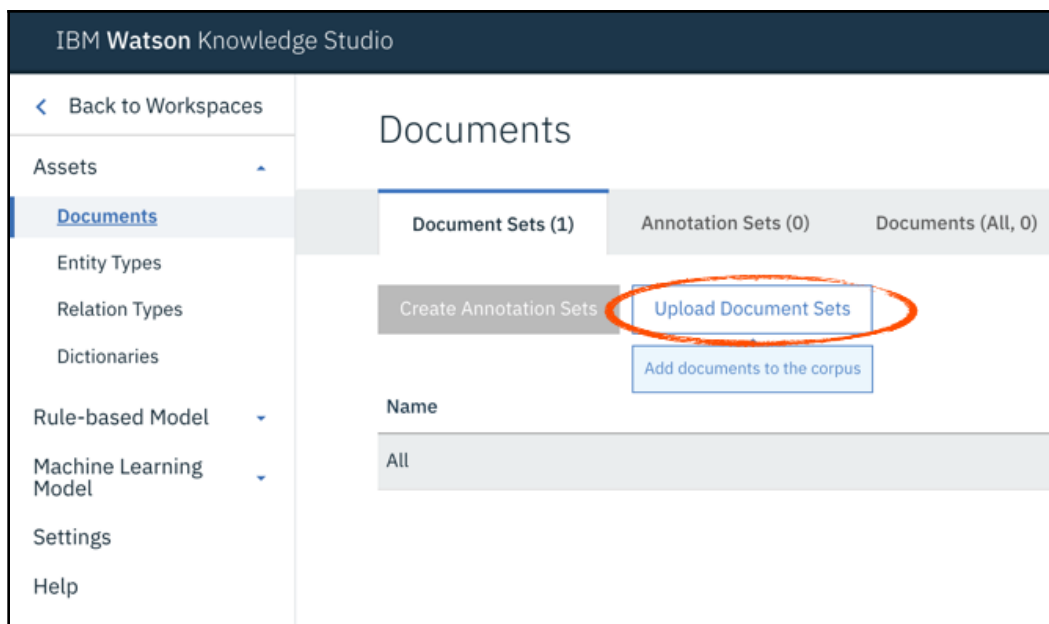 IBM Watson Knowledge Studio
Back to Workspaces
Assets
Documents
Entity Types
Relation Types
Dictionaries
Rule-based Model
Machine Learning
Model
Settings
Help
Documents
Document Sets (1)
Annotation Sets (0)
Documents (All, 0)
Create Annotation Sets
Upload Document Sets
Add documents to the corpus
Name
All